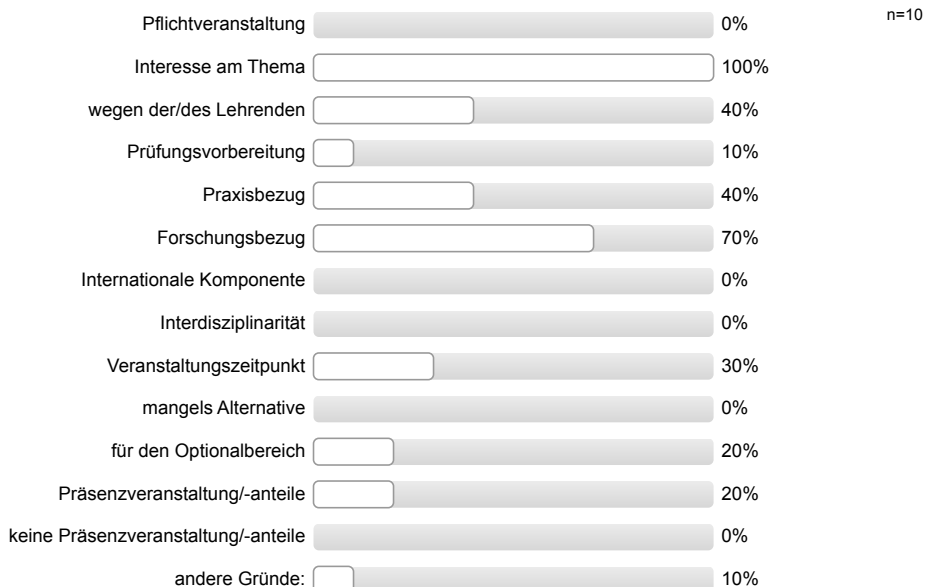 n=10
Pflichtveranstaltung 0%
Interesse am Thema 100%
wegen der/des Lehrenden 40%
Prüfungsvorbereitung 10%
Praxisbezug 40%
Forschungsbezug 70%
Internationale Komponente 0%
Interdisziplinarität 0%
Veranstaltungszeitpunkt 30%
mangels Alternative 0%
für den Optionalbereich 20%
Präsenzveranstaltung/-anteile 20%
keine Präsenzveranstaltung/-anteile 0%
andere Gründe: 10%